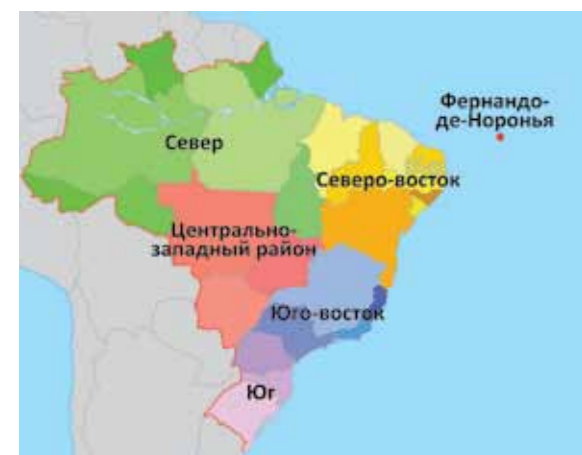 Фернандо-
де-Норонья
Север
Северо-восток
Центрально-
западный район
Юго-восток
Юг